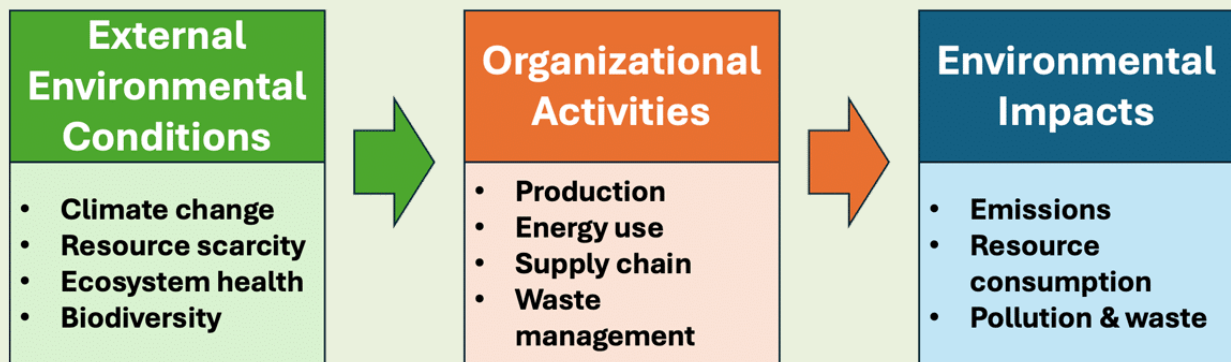 External
Environmental
Conditions
• Climate change
• Resource scarcity
• Ecosystem health
• Biodiversity
Organizational
Activities
• Production
• Energy use
• Supply chain
• Waste
management
Environmental
Impacts
• Emissions
• Resource
consumption
• Pollution & waste